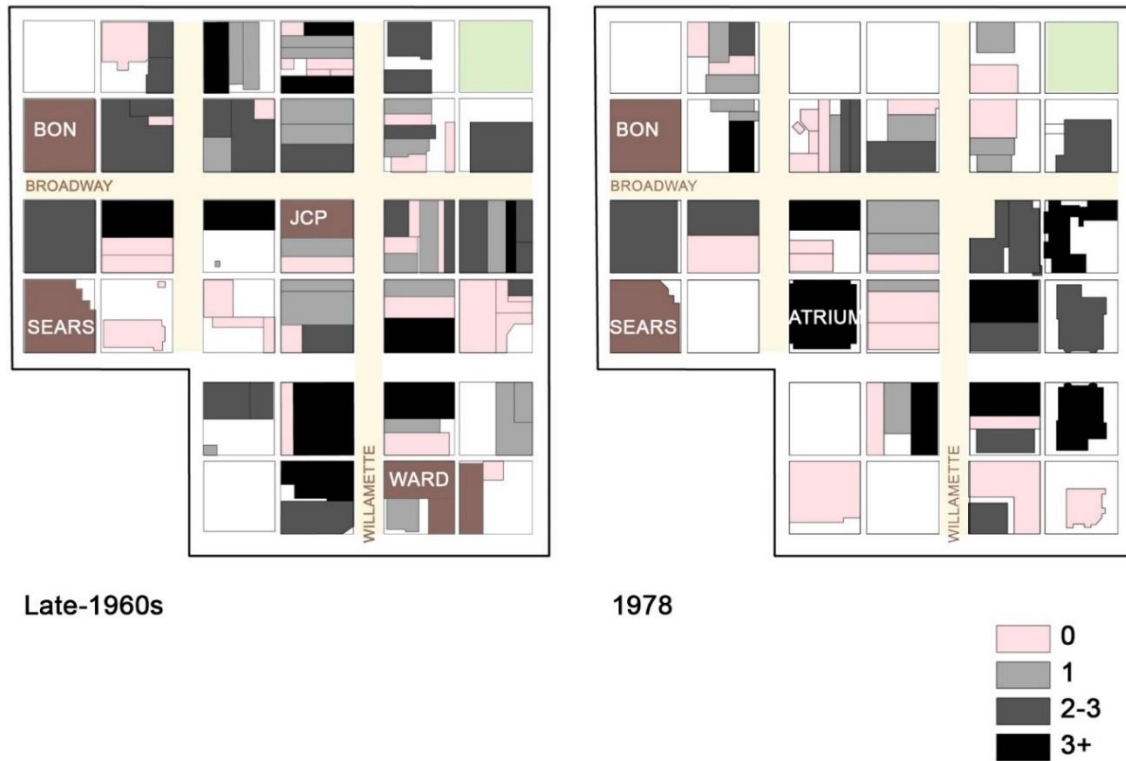 BON
BROADWAY
JCP
SEARS
WARD
WILLAMETTE
Late-1960s
BON
BROADWAY
SEARS
ATRIUM
WILLAMETTE
1978
0
1
2-3
3+